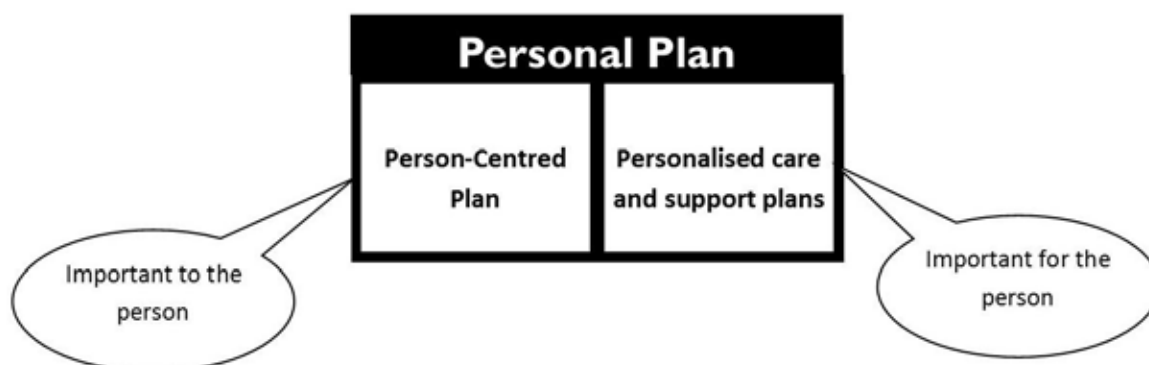 Personal Plan
Person-Centred
Plan
Personalised care
and support plans
Important to the
person
Important for the
person